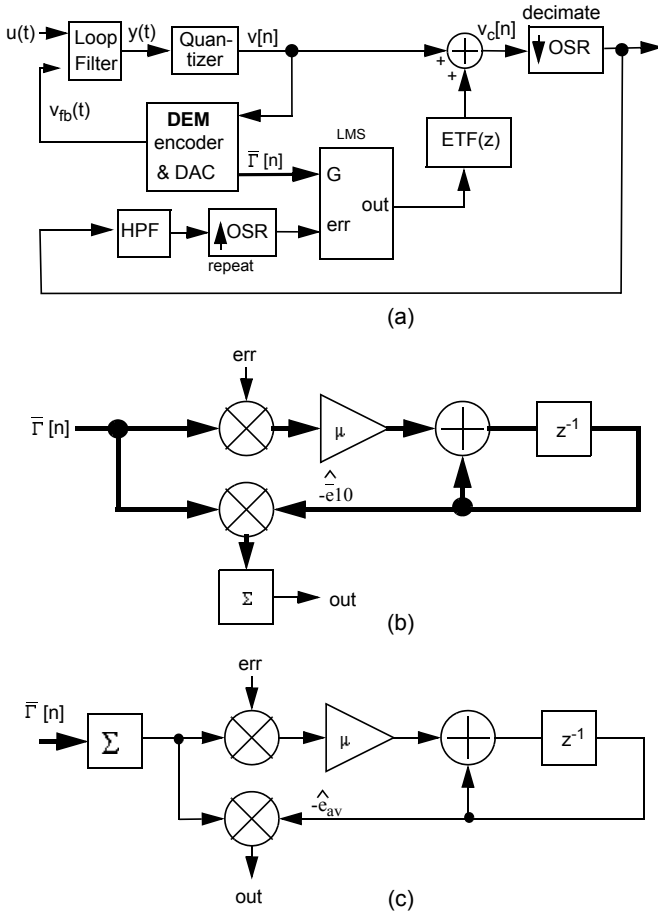 decimate
u(t)
Loop
Filter
y(t)
Quan-
tizer
v[n]
+
+
v_c[n]
↓ OSR
v_fb(t)
DEM
encoder
& DAC
Γ̅ [n]
LMS
G
err
out
ETF(z)
HPF
↑ OSR
repeat
(a)
err
Γ̅ [n]
μ
z⁻¹
-ê̲10
Σ
out
(b)
err
Γ̅ [n]
Σ
μ
z⁻¹
-ê_av
out
(c)